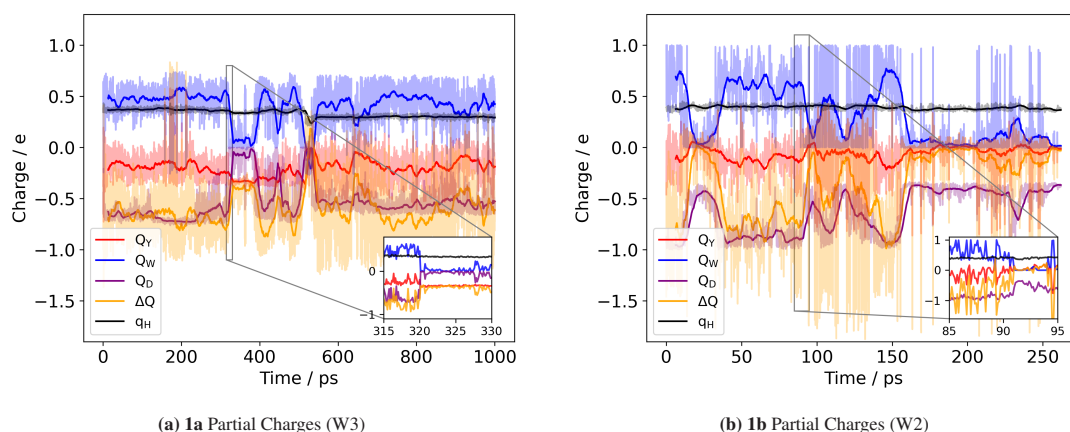 1.0
0.5
0.0
−0.5
−1.0
−1.5
Charge / e
Q_Y
Q_W
Q_D
ΔQ
q_H
0
−1
315 320 325 330
0 200 400 600 800 1000
Time / ps
(a) 1a Partial Charges (W3)
1.0
0.5
0.0
−0.5
−1.0
−1.5
Charge / e
Q_Y
Q_W
Q_D
ΔQ
q_H
1
0
−1
85 90 95
0 50 100 150 200 250
Time / ps
(b) 1b Partial Charges (W2)